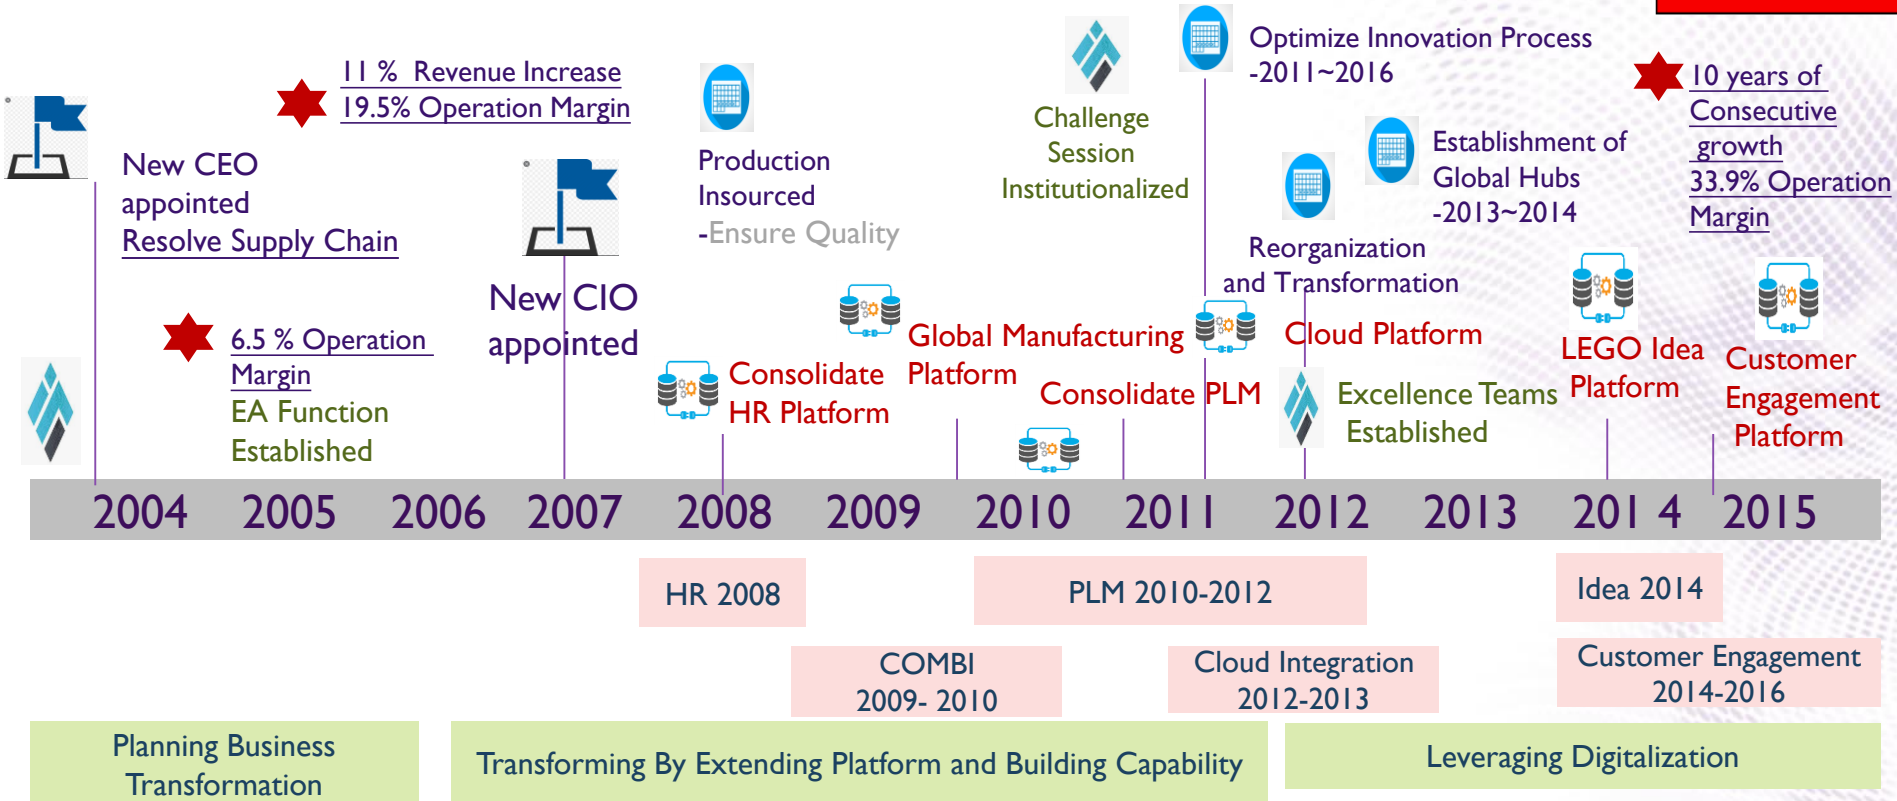 11 % Revenue Increase
19.5% Operation Margin
New CEO
appointed
Resolve Supply Chain
6.5 % Operation
Margin
EA Function
Established
New CIO
appointed
Production
Insourced
-Ensure Quality
Consolidate
HR Platform
Global Manufacturing
Platform
Challenge
Session
Institutionalized
Consolidate PLM
Optimize Innovation Process
-2011~2016
Reorganization
and Transformation
Cloud Platform
Excellence Teams
Established
Establishment of
Global Hubs
-2013~2014
10 years of
Consecutive
growth
33.9% Operation
Margin
LEGO Idea
Platform
Customer
Engagement
Platform
2004 2005 2006 2007 2008 2009 2010 2011 2012 2013 201 4 2015
HR 2008
PLM 2010-2012
Idea 2014
COMBI
2009- 2010
Cloud Integration
2012-2013
Customer Engagement
2014-2016
Planning Business
Transformation
Transforming By Extending Platform and Building Capability
Leveraging Digitalization